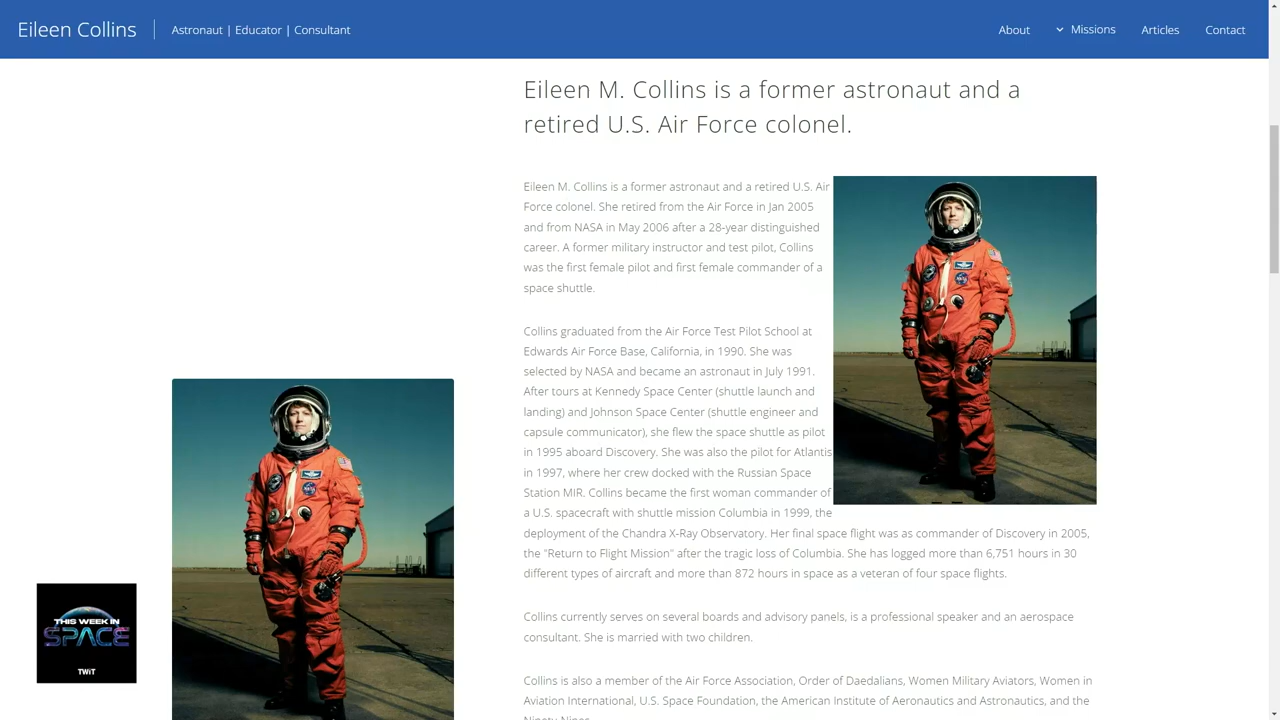 Eileen Collins
Astronaut | Educator | Consultant
About
Missions
Articles
Contact
Eileen M. Collins is a former astronaut and a
retired U.S. Air Force colonel.
Eileen M. Collins is a former astronaut and a retired U.S. Air
Force colonel. She retired from the Air Force in Jan 2005
and from NASA in May 2006 after a 28-year distinguished
career. A former military instructor and test pilot, Collins
was the first female pilot and first female commander of a
space shuttle.
Collins graduated from the Air Force Test Pilot School at
Edwards Air Force Base, California, in 1990. She was
selected by NASA and became an astronaut in July 1991.
After tours at Kennedy Space Center (shuttle launch and
landing) and Johnson Space Center (shuttle engineer and
capsule communicator), she flew the space shuttle as pilot
in 1995 aboard Discovery. She was also the pilot for Atlantis
in 1997, where her crew docked with the Russian Space
Station MIR. Collins became the first woman commander of
a U.S. spacecraft with shuttle mission Columbia in 1999, the
deployment of the Chandra X-Ray Observatory. Her final space flight was as commander of Discovery in 2005,
the "Return to Flight Mission" after the tragic loss of Columbia. She has logged more than 6,751 hours in 30
different types of aircraft and more than 872 hours in space as a veteran of four space flights.
Collins currently serves on several boards and advisory panels, is a professional speaker and an aerospace
consultant. She is married with two children.
Collins is also a member of the Air Force Association, Order of Daedalians, Women Military Aviators, Women in
Aviation International, U.S. Space Foundation, the American Institute of Aeronautics and Astronautics, and the
THIS WEEK IN
SPACE
TWiT